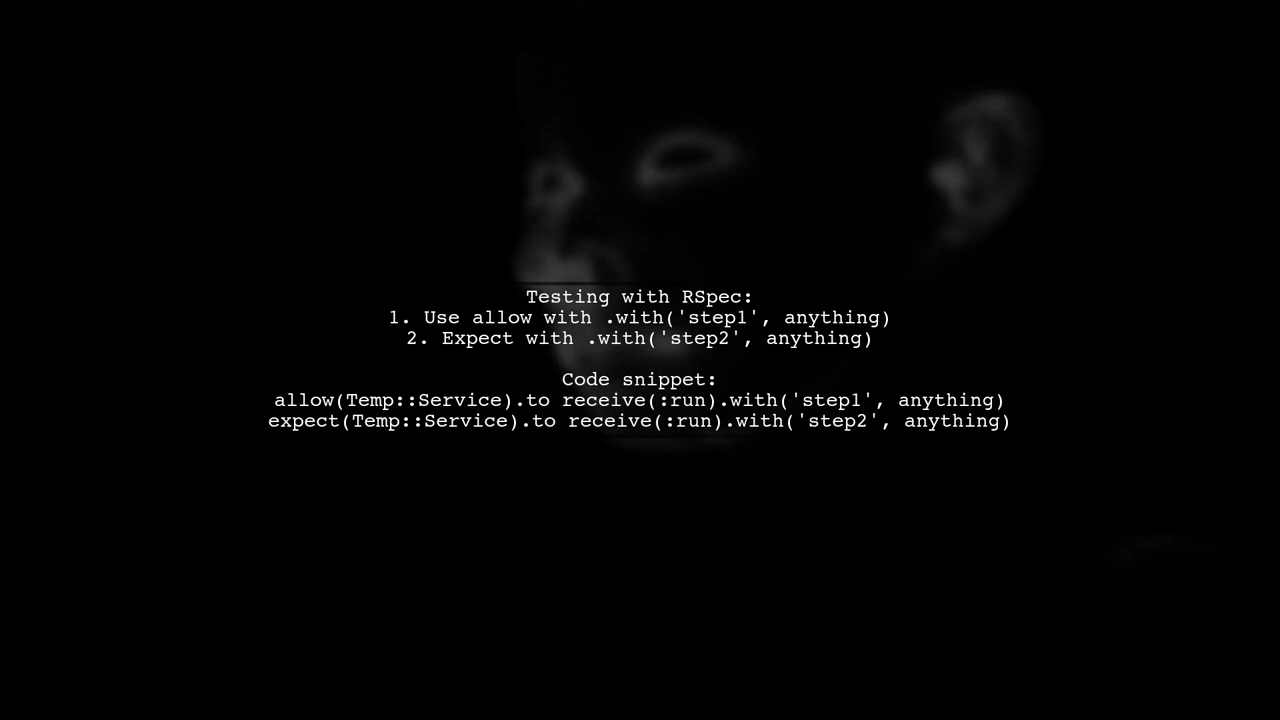 Testing with RSpec:
1. Use allow with .with('step1', anything)
2. Expect with .with('step2', anything)
Code snippet:
allow(Temp::Service).to receive(:run).with('step1', anything)
expect(Temp::Service).to receive(:run).with('step2', anything)